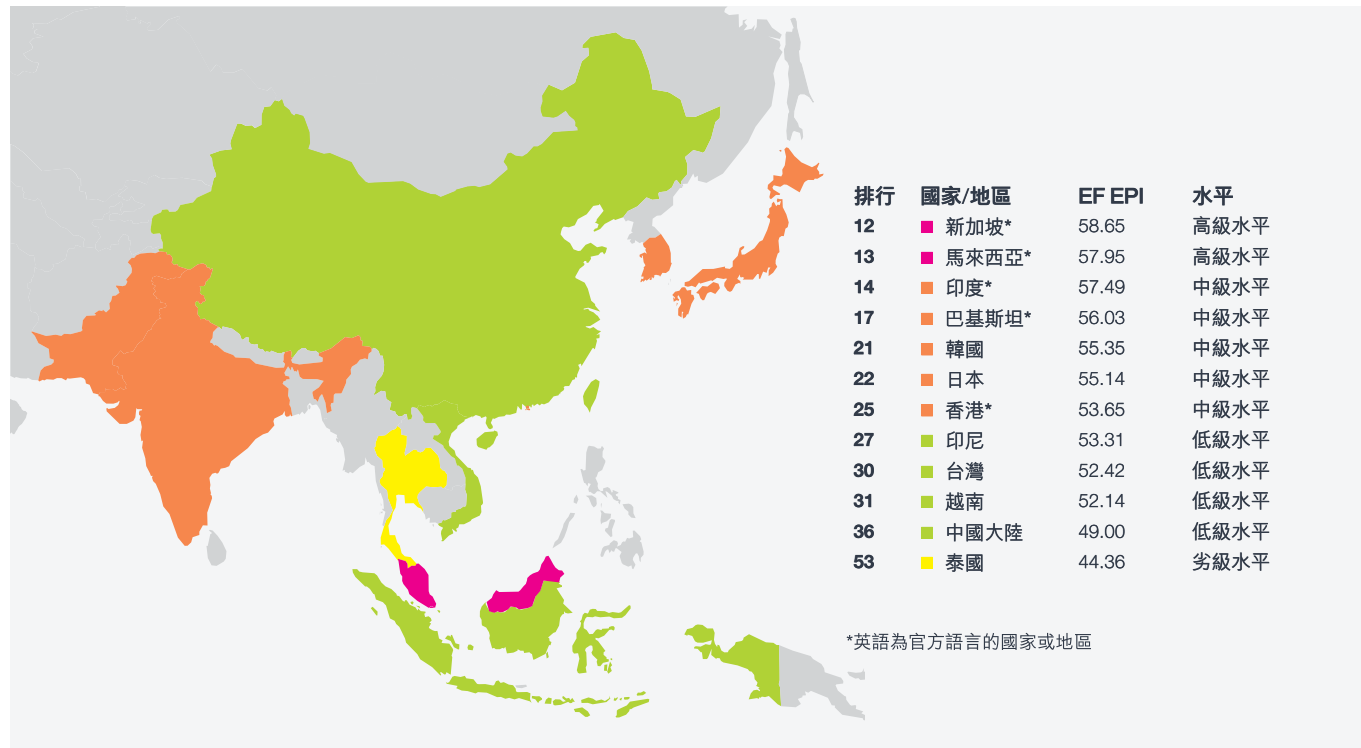 排行 國家/地區 EF EPI 水平
12 新加坡* 58.65 高級水平
13 馬來西亞* 57.95 高級水平
14 印度* 57.49 中級水平
17 巴基斯坦* 56.03 中級水平
21 韓國 55.35 中級水平
22 日本 55.14 中級水平
25 香港* 53.65 中級水平
27 印尼 53.31 低級水平
30 台灣 52.42 低級水平
31 越南 52.14 低級水平
36 中國大陸 49.00 低級水平
53 泰國 44.36 劣級水平
*英語為官方語言的國家或地區